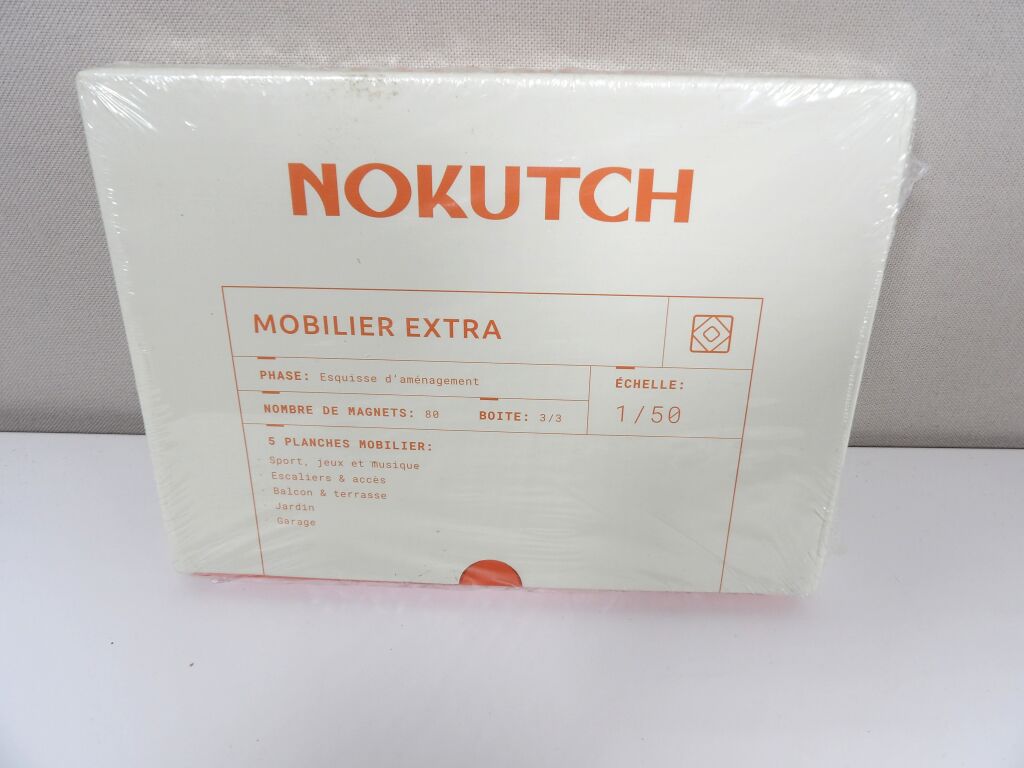 NOKUTCH
MOBILIER EXTRA
PHASE: Esquisse d'aménagement
ÉCHELLE:
1/50
NOMBRE DE MAGNETS: 80 BOITE: 3/3
5 PLANCHES MOBILIER:
· Sport, jeux et musique
· Escaliers & accès
· Balcon & terrasse
· Jardin
· Garage